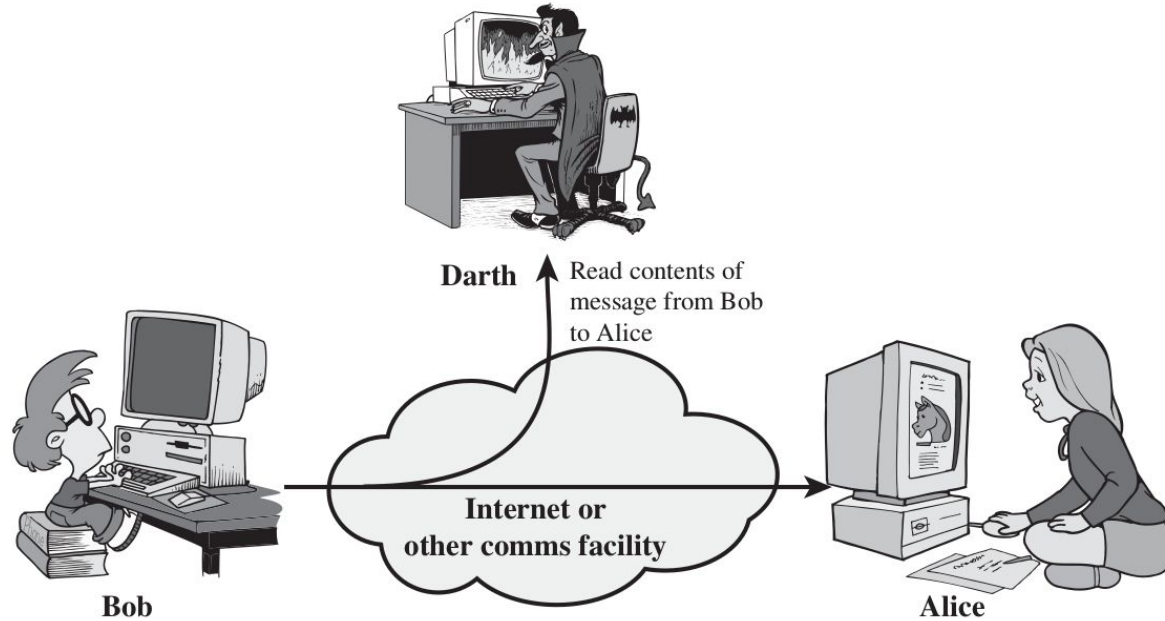 Darth
Read contents of
message from Bob
to Alice
Internet or
other comms facility
Bob
Alice